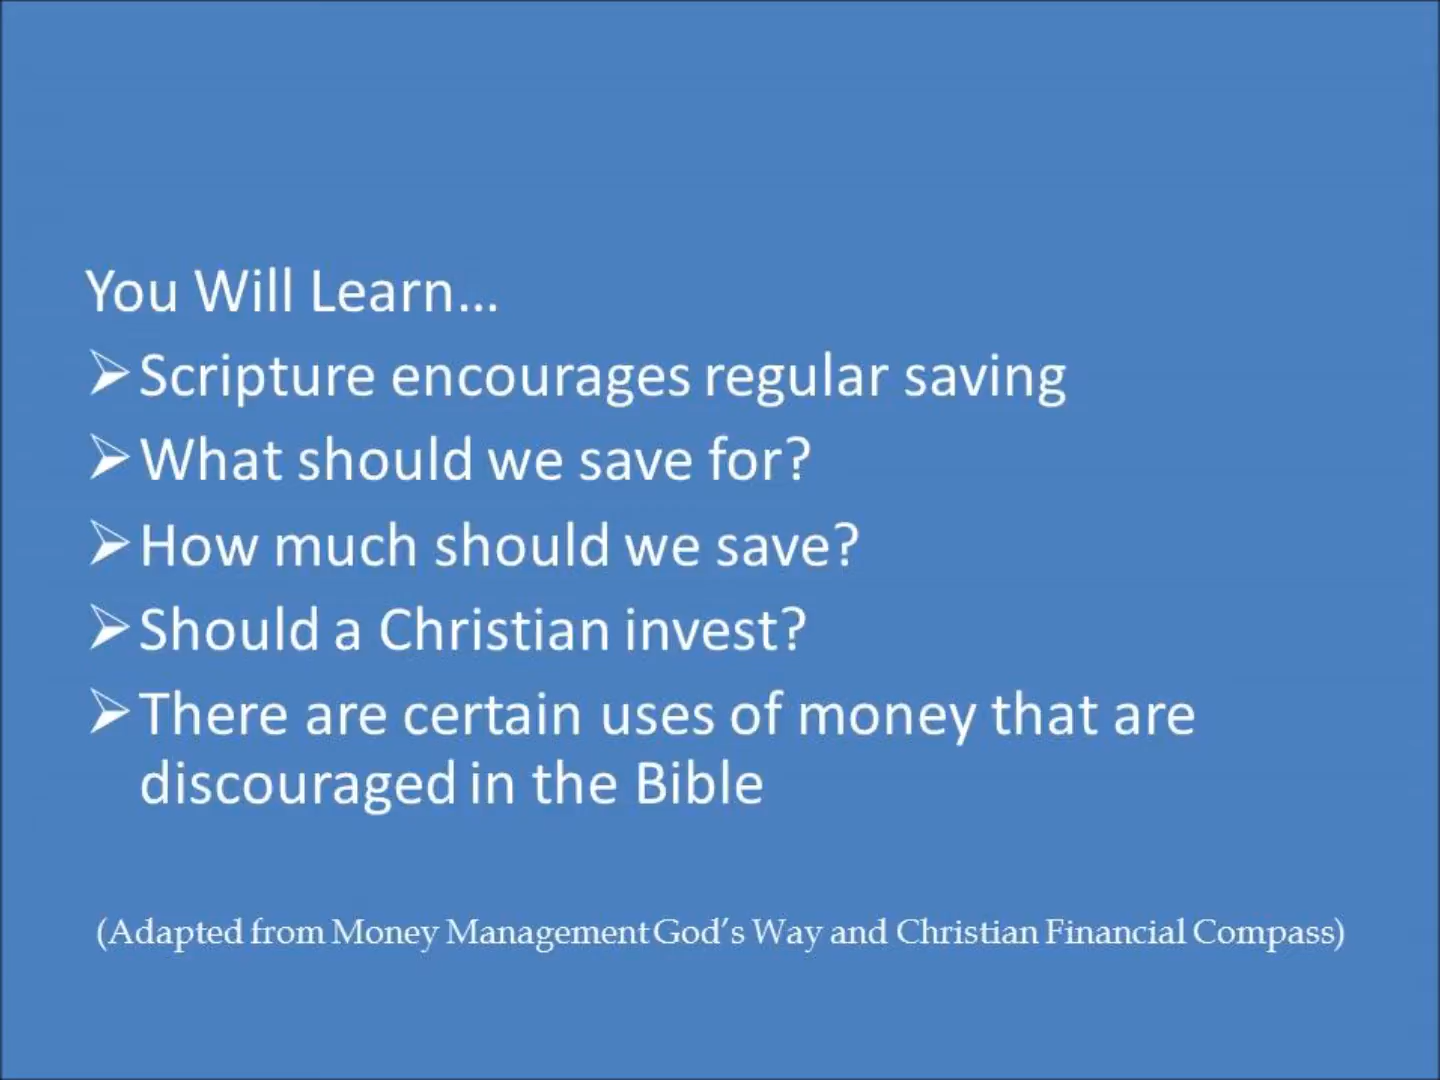 You Will Learn...
➢Scripture encourages regular saving
➢What should we save for?
➢How much should we save?
➢Should a Christian invest?
➢There are certain uses of money that are
discouraged in the Bible
(Adapted from Money Management God's Way and Christian Financial Compass)